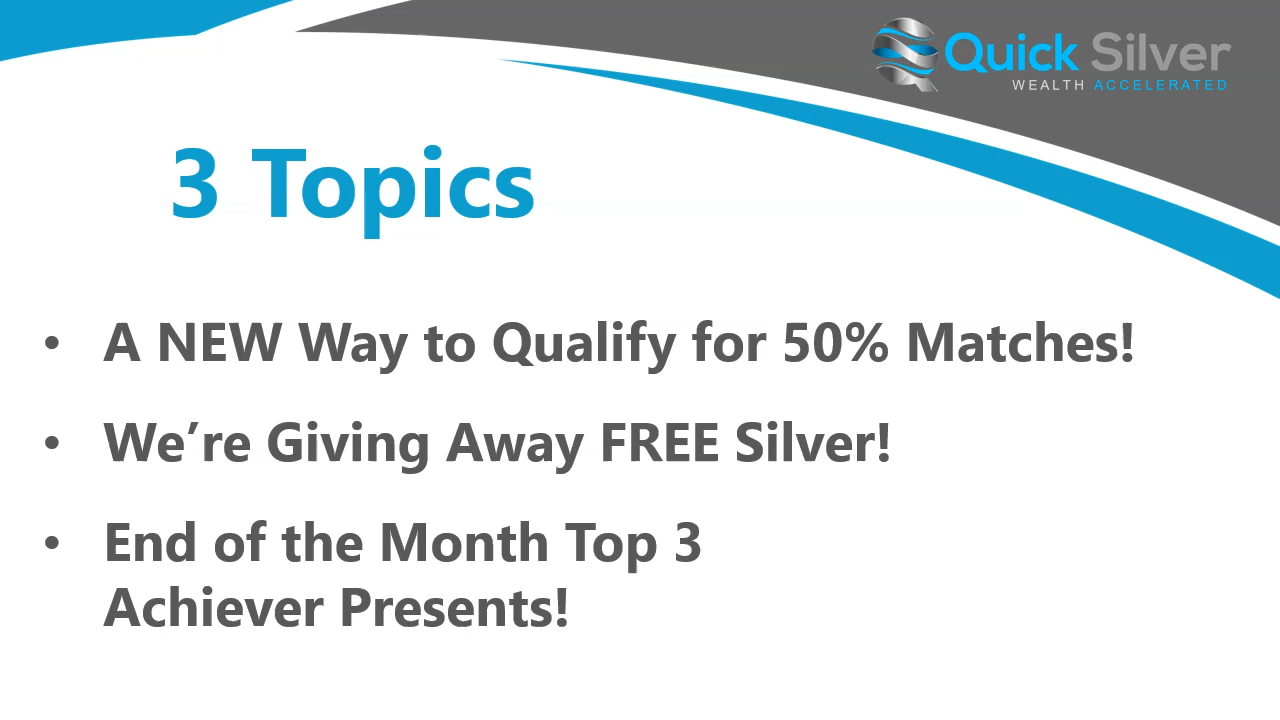 Quick Silver
WEALTH ACCELERATED
3 Topics
• A NEW Way to Qualify for 50% Matches!
• We’re Giving Away FREE Silver!
• End of the Month Top 3
Achiever Presents!